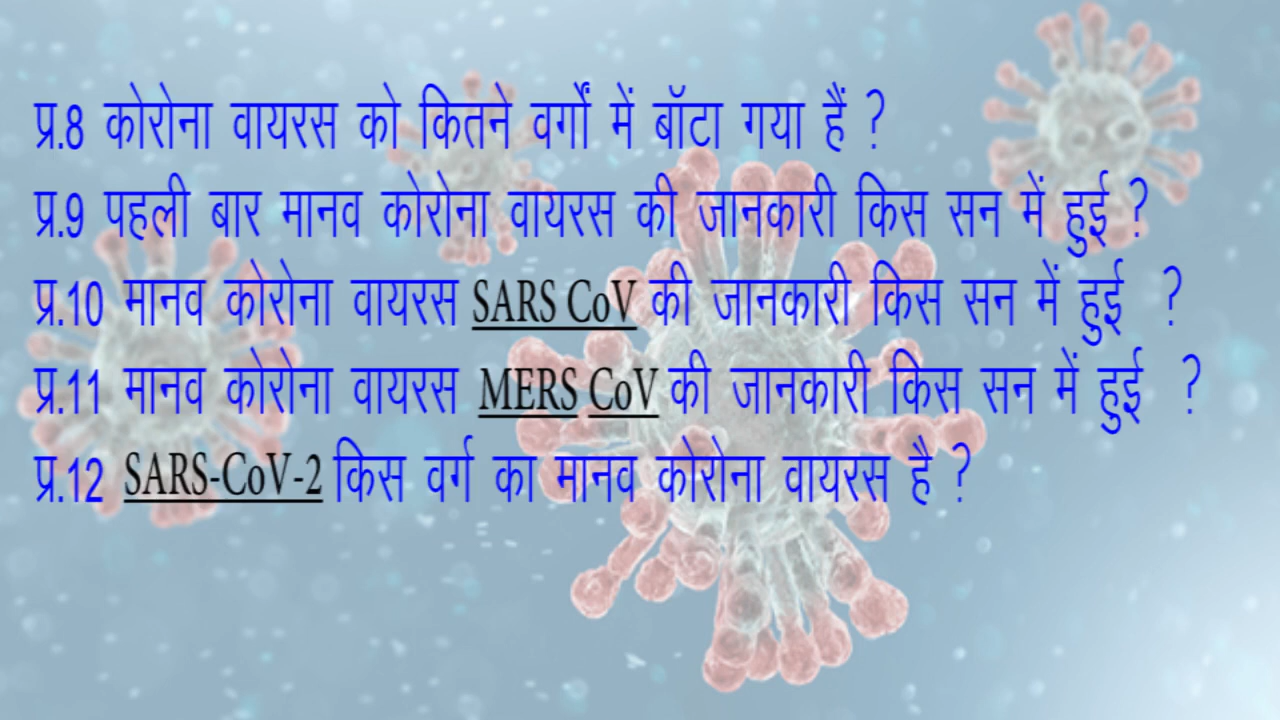 प्र.8 कोरोना वायरस को कितने वर्गों में बॉटा गया हैं ?
प्र.9 पहली बार मानव कोरोना वायरस की जानकारी किस सन में हुई ?
प्र.10 मानव कोरोना वायरस SARS CoV की जानकारी किस सन में हुई ?
प्र.11 मानव कोरोना वायरस MERS CoV की जानकारी किस सन में हुई ?
प्र.12 SARS-CoV-2 किस वर्ग का मानव कोरोना वायरस है ?